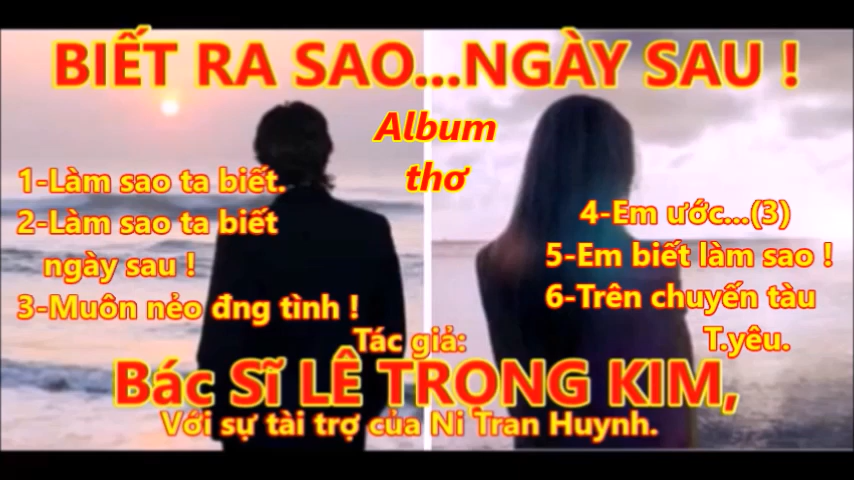 BIẾT RA SAO...NGÀY SAU !
Album
thơ
1-Làm sao ta biết.
2-Làm sao ta biết
ngày sau !
3-Muôn nẻo đng tình !
4-Em ước...(3)
5-Em biết làm sao !
6-Trên chuyến tàu
T.yêu.
Tác giả:
Bác Sĩ LÊ TRỌNG KIM,
Với sự tài trợ của Ni Tran Huynh.